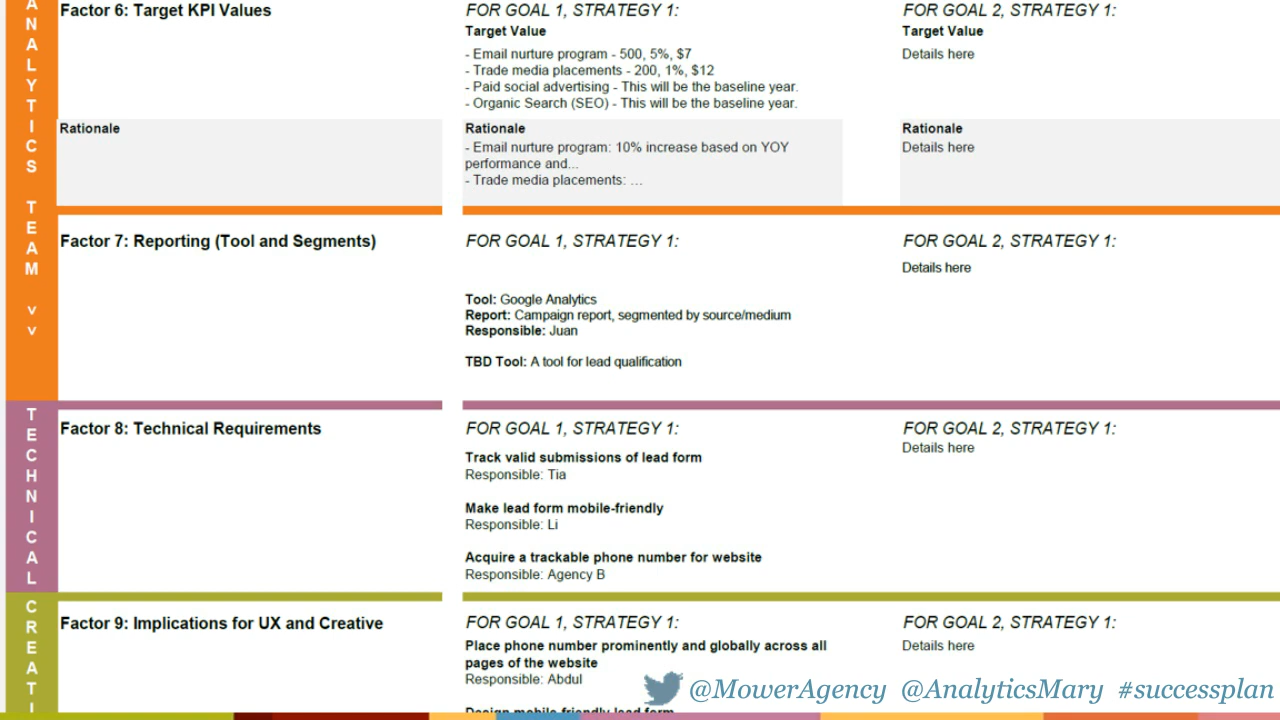 ANALYTICS TEAM v v
Factor 6: Target KPI Values
FOR GOAL 1, STRATEGY 1:
Target Value
- Email nurture program - 500, 5%, $7
- Trade media placements - 200, 1%, $12
- Paid social advertising - This will be the baseline year.
- Organic Search (SEO) - This will be the baseline year.
FOR GOAL 2, STRATEGY 1:
Target Value
Details here
Rationale
Rationale
- Email nurture program: 10% increase based on YOY
performance and...
- Trade media placements: ...
Rationale
Details here
Factor 7: Reporting (Tool and Segments)
FOR GOAL 1, STRATEGY 1:
Tool: Google Analytics
Report: Campaign report, segmented by source/medium
Responsible: Juan
TBD Tool: A tool for lead qualification
FOR GOAL 2, STRATEGY 1:
Details here
TECHNICAL
Factor 8: Technical Requirements
FOR GOAL 1, STRATEGY 1:
Track valid submissions of lead form
Responsible: Tia
Make lead form mobile-friendly
Responsible: Li
Acquire a trackable phone number for website
Responsible: Agency B
FOR GOAL 2, STRATEGY 1:
Details here
CREATI
Factor 9: Implications for UX and Creative
FOR GOAL 1, STRATEGY 1:
Place phone number prominently and globally across all
pages of the website
Responsible: Abdul
Design mobile-friendly lead form
FOR GOAL 2, STRATEGY 1:
Details here
@MowerAgency @AnalyticsMary #successplan